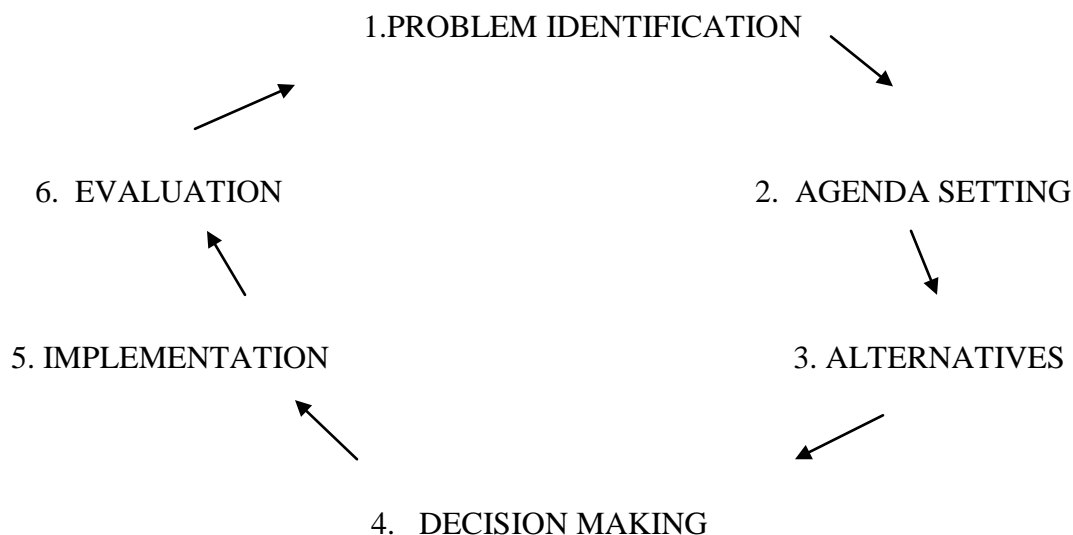 1.PROBLEM IDENTIFICATION
2. AGENDA SETTING
3. ALTERNATIVES
4. DECISION MAKING
5. IMPLEMENTATION
6. EVALUATION